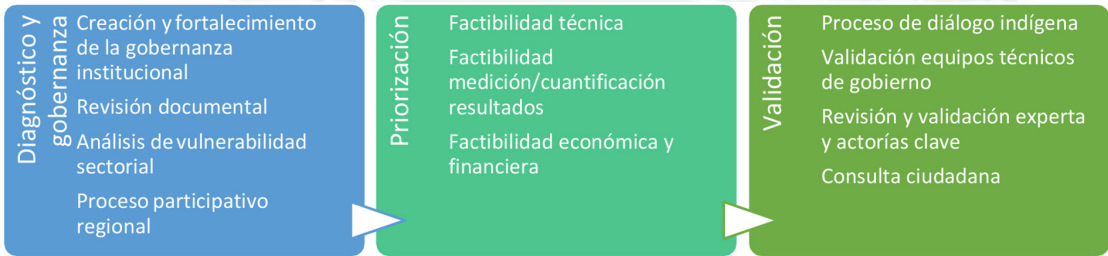 Diagnóstico y
gobernanza
Creación y fortalecimiento
de la gobernanza
institucional
Revisión documental
Análisis de vulnerabilidad
sectorial
Proceso participativo
regional
Priorización
Factibilidad técnica
Factibilidad
medición/cuantificación
resultados
Factibilidad económica y
financiera
Validación
Proceso de diálogo indígena
Validación equipos técnicos
de gobierno
Revisión y validación experta
y actorías clave
Consulta ciudadana